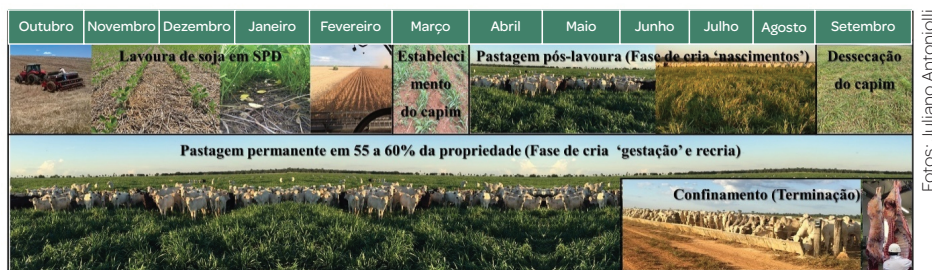 Outubro Novembro Dezembro Janeiro Fevereiro Março Abril Maio Junho Julho Agosto Setembro
Lavoura de soja em SPD
Estabeleci
mento
do capim
Pastagem pós-lavoura (Fase de cria ‘nascimentos’)
Dessecação
do capim
Pastagem permanente em 55 a 60% da propriedade (Fase de cria ‘gestação’ e recria)
Confinamento (Terminação)
Fotos: Juliano Antoniolli